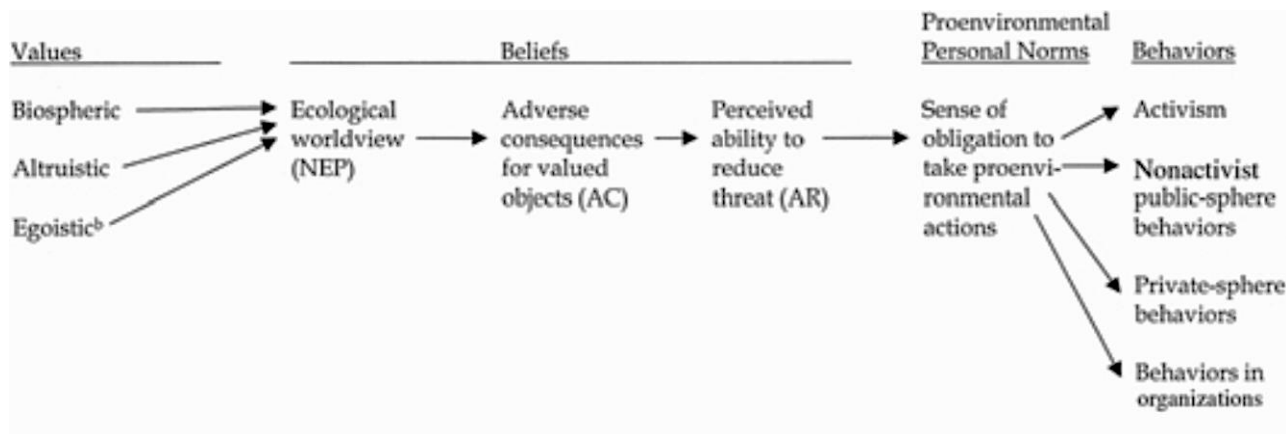 Values
Beliefs
Proenvironmental
Personal Norms
Behaviors
Biospheric
Altruistic
Egoisticᵇ
Ecological
worldview
(NEP)
Adverse
consequences
for valued
objects (AC)
Perceived
ability to
reduce
threat (AR)
Sense of
obligation to
take proenvi-
ronmental
actions
Activism
Nonactivist
public-sphere
behaviors
Private-sphere
behaviors
Behaviors in
organizations